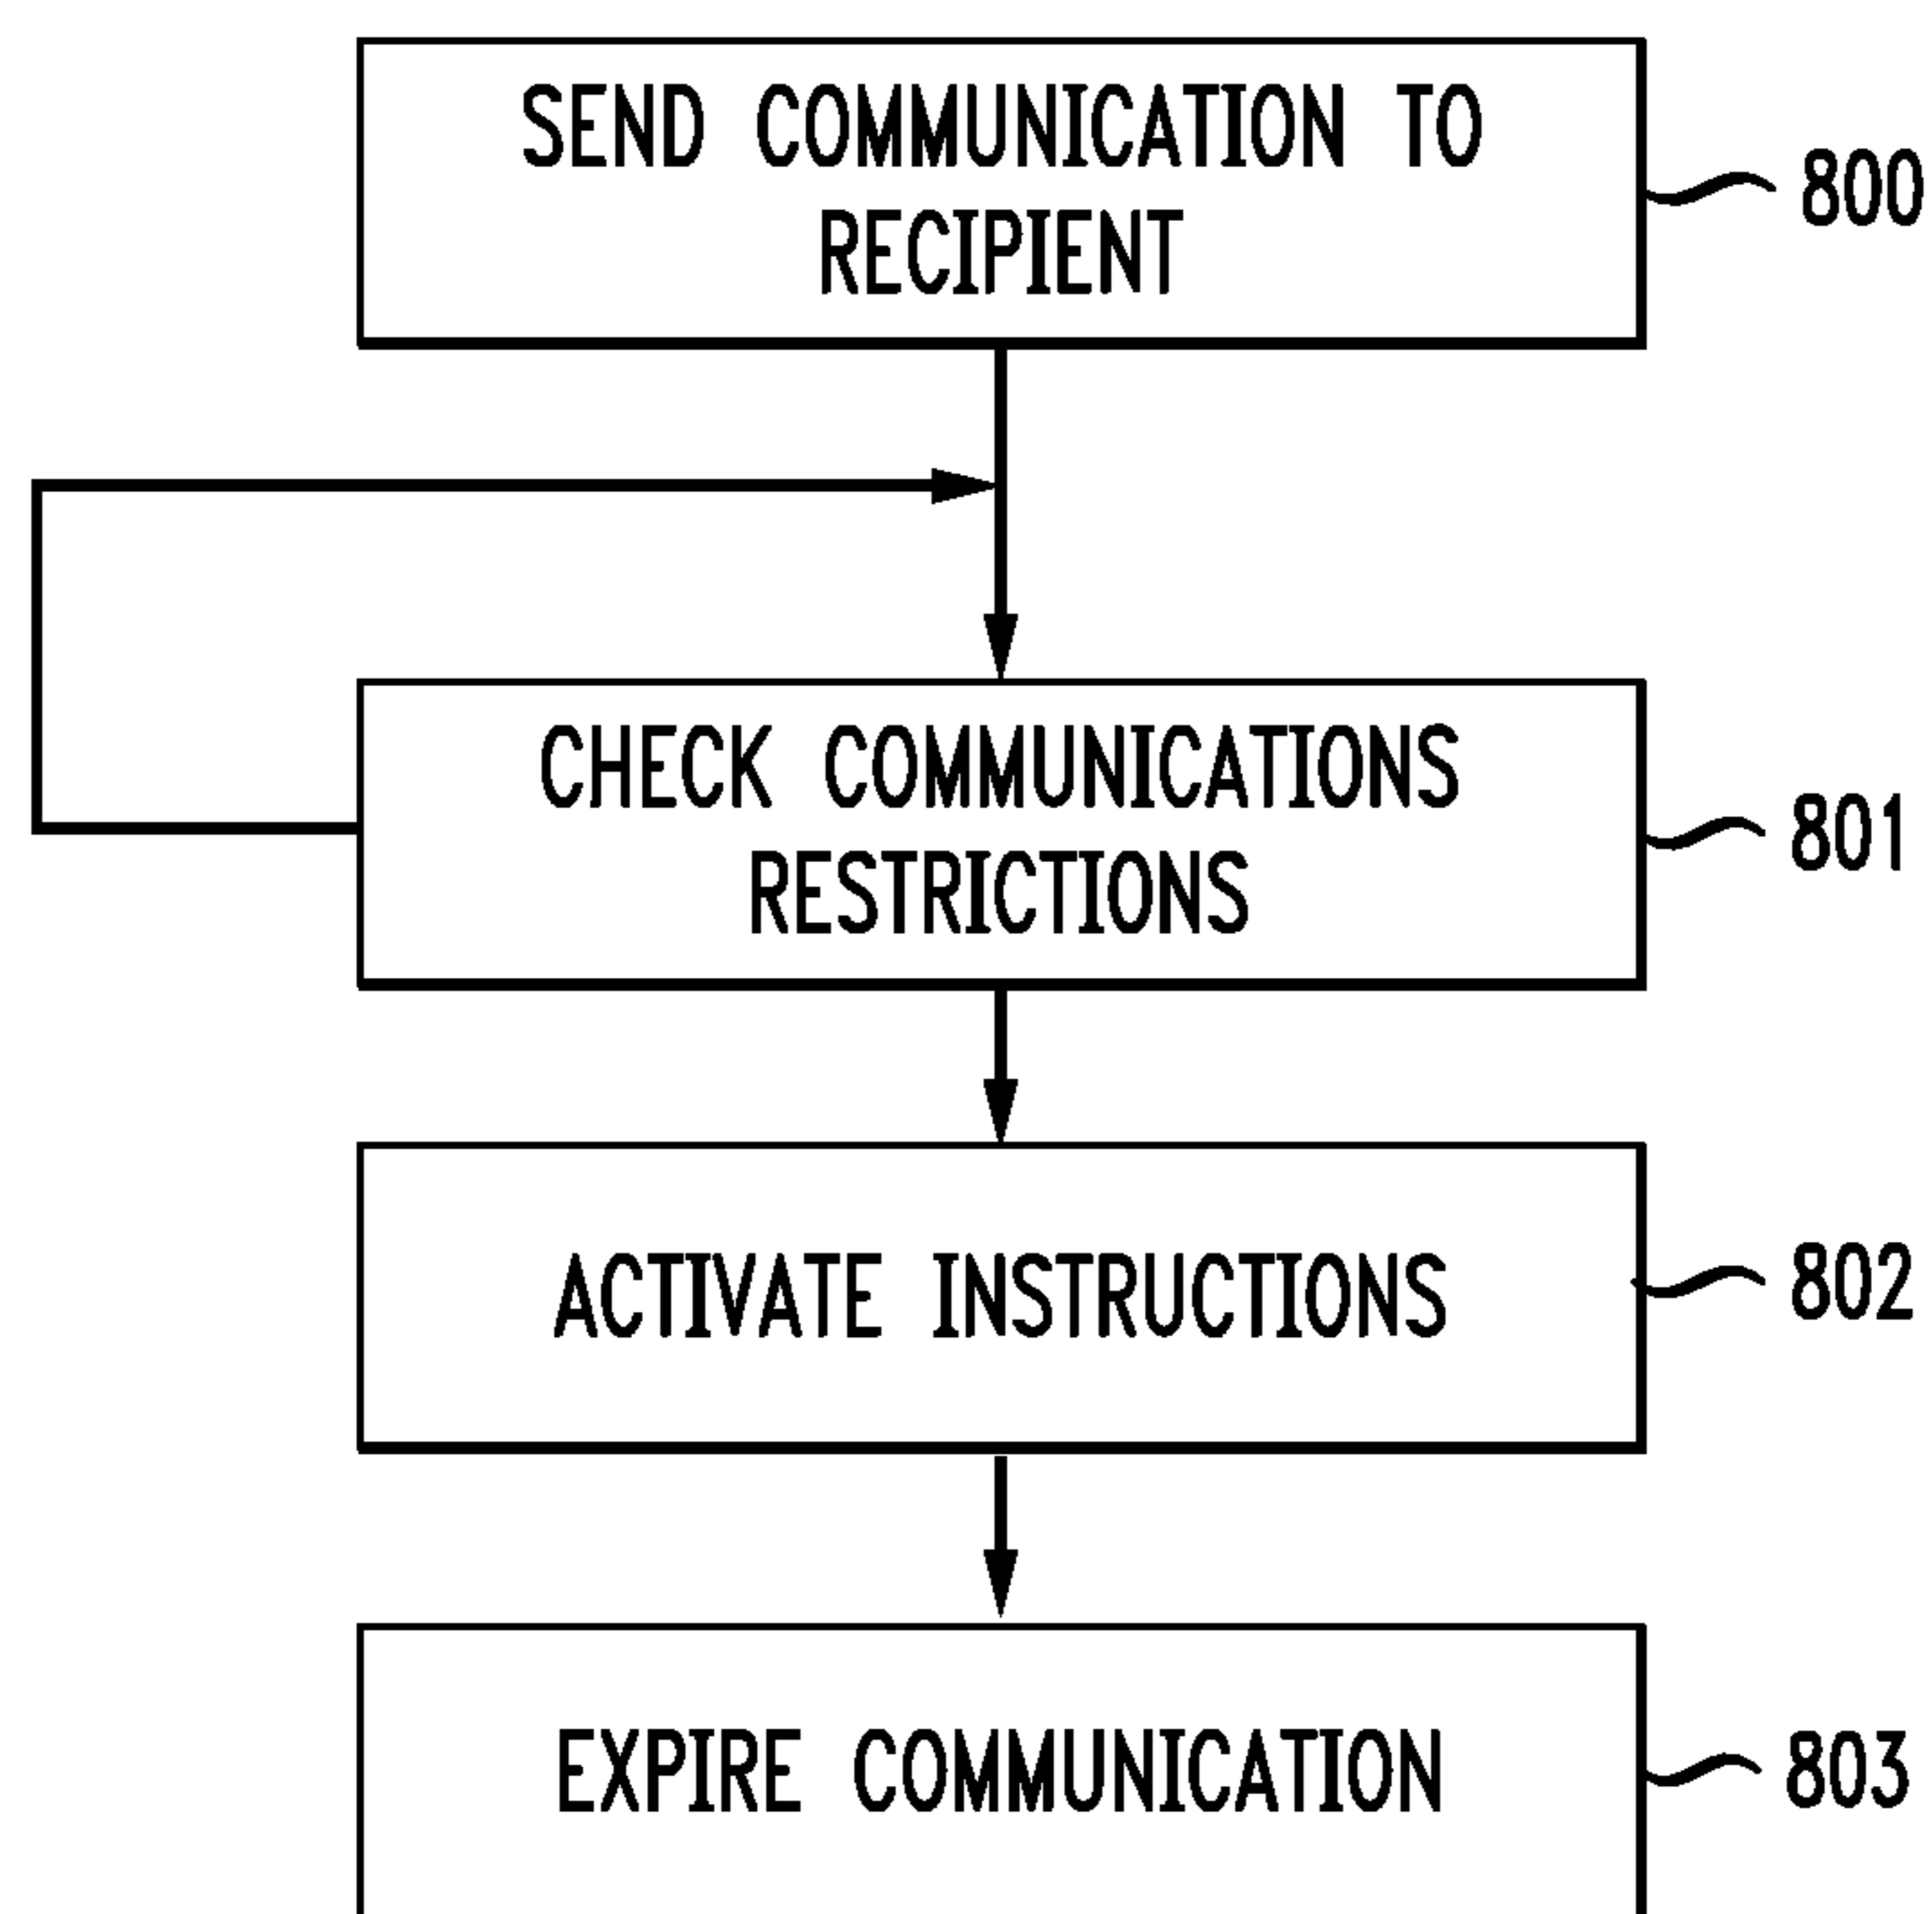 SEND COMMUNICATION TO
RECIPIENT
800
CHECK COMMUNICATIONS
RESTRICTIONS
801
ACTIVATE INSTRUCTIONS
802
EXPIRE COMMUNICATION
803